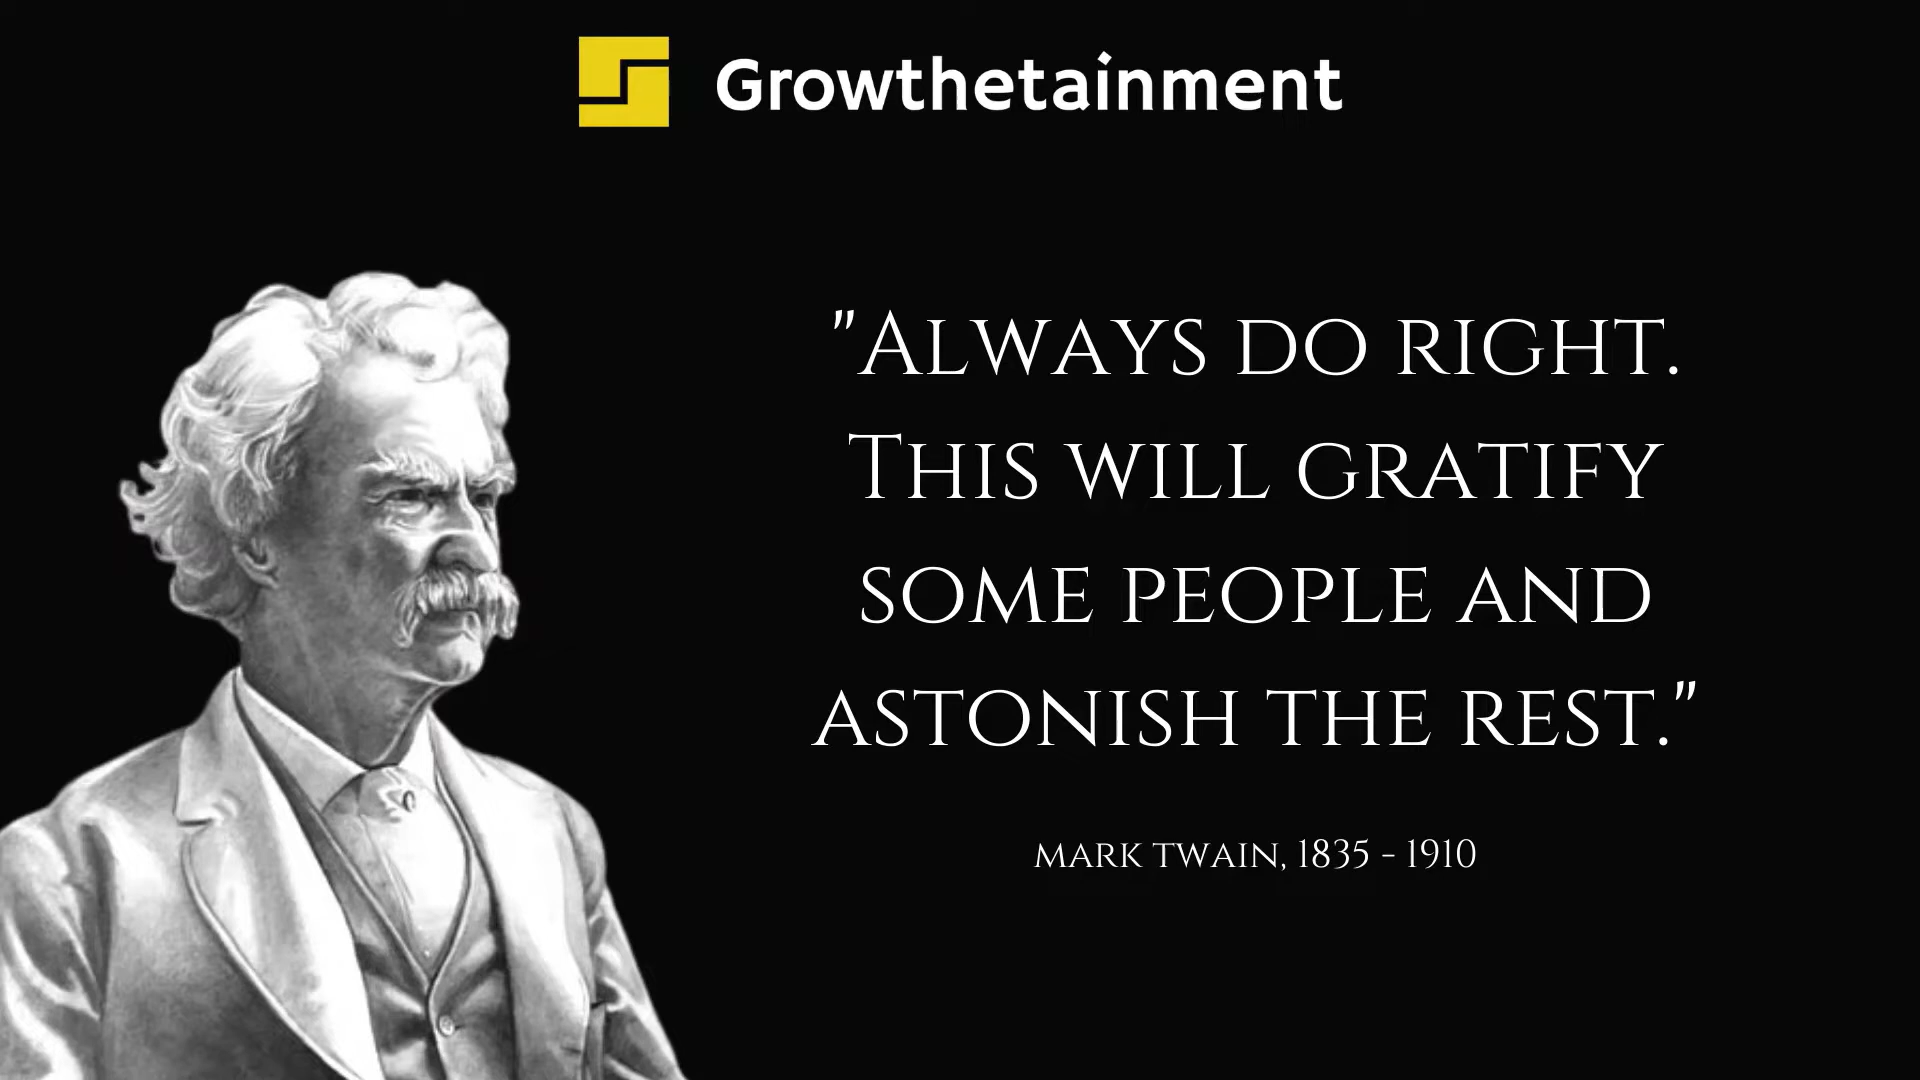 Growthetainment
"Always do right.
This will gratify
some people and
astonish the rest."
mark twain, 1835 - 1910